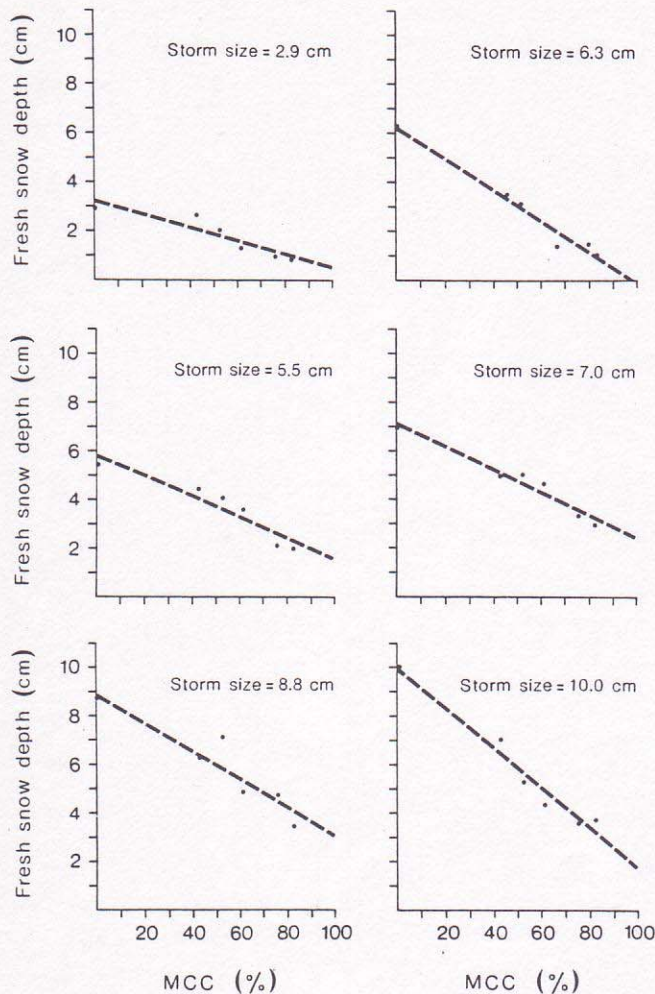 Fresh snow depth (cm)
10
8
6
4
2
Storm size = 2.9 cm
Storm size = 6.3 cm
Fresh snow depth (cm)
10
8
6
4
2
Storm size = 5.5 cm
Storm size = 7.0 cm
Fresh snow depth (cm)
10
8
6
4
2
Storm size = 8.8 cm
Storm size = 10.0 cm
20 40 60 80 100
20 40 60 80 100
MCC (%)
MCC (%)